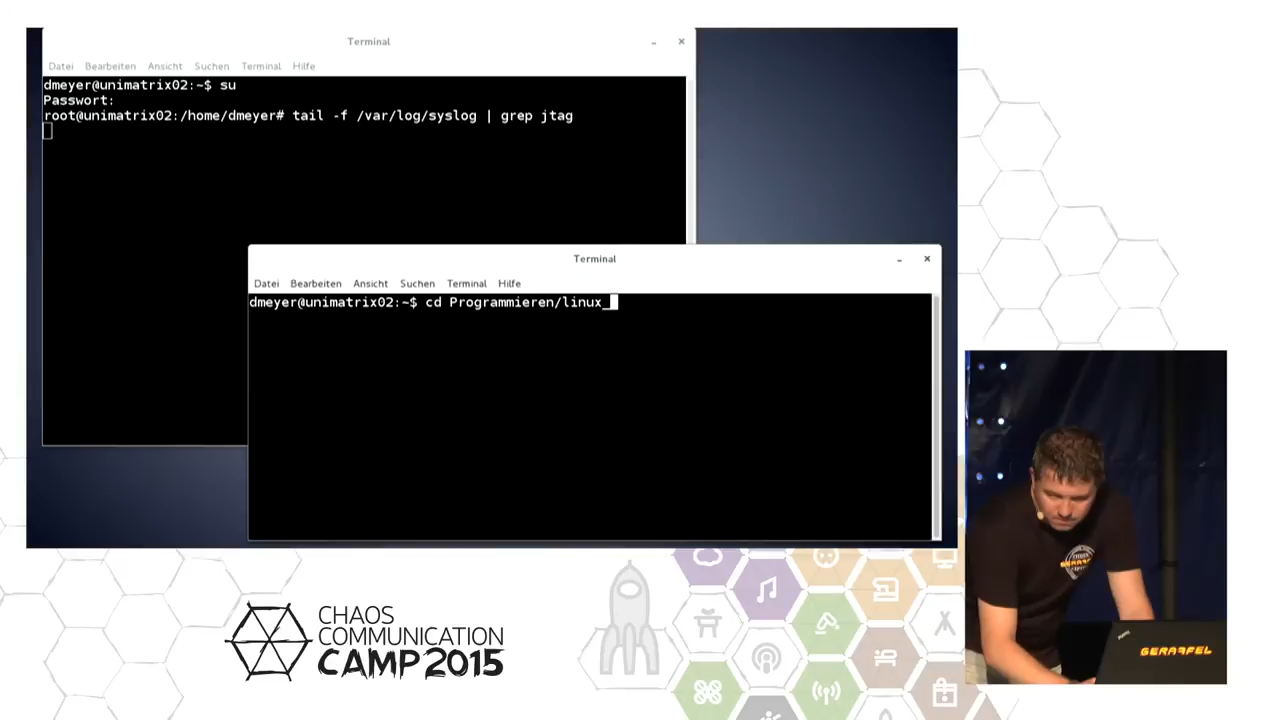 Terminal
Datei Bearbeiten Ansicht Suchen Terminal Hilfe
dmeyer@unimatrix02:~$ su
Passwort:
root@unimatrix02:/home/dmeyer# tail -f /var/log/syslog | grep jtag
Terminal
Datei Bearbeiten Ansicht Suchen Terminal Hilfe
dmeyer@unimatrix02:~$ cd Programmieren/linux_
CHAOS
COMMUNICATION
CAMP 2015
GERAFFEL